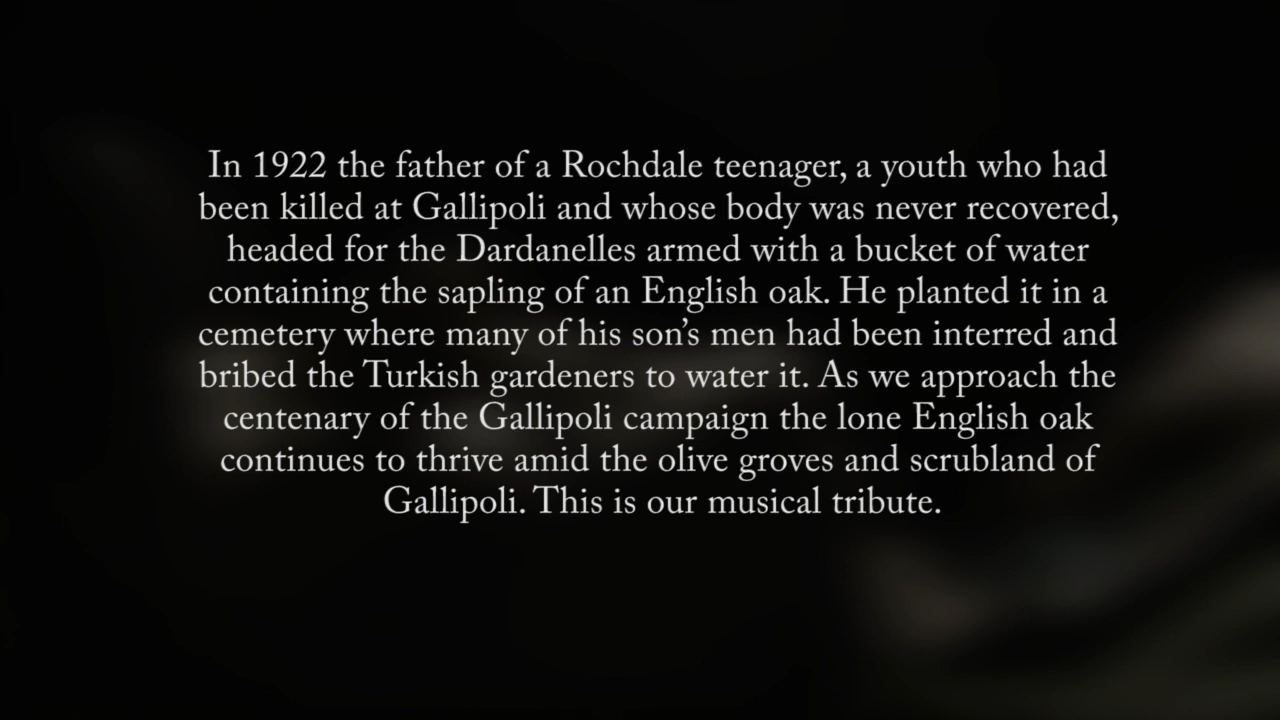 In 1922 the father of a Rochdale teenager, a youth who had
been killed at Gallipoli and whose body was never recovered,
headed for the Dardanelles armed with a bucket of water
containing the sapling of an English oak. He planted it in a
cemetery where many of his son’s men had been interred and
bribed the Turkish gardeners to water it. As we approach the
centenary of the Gallipoli campaign the lone English oak
continues to thrive amid the olive groves and scrubland of
Gallipoli. This is our musical tribute.